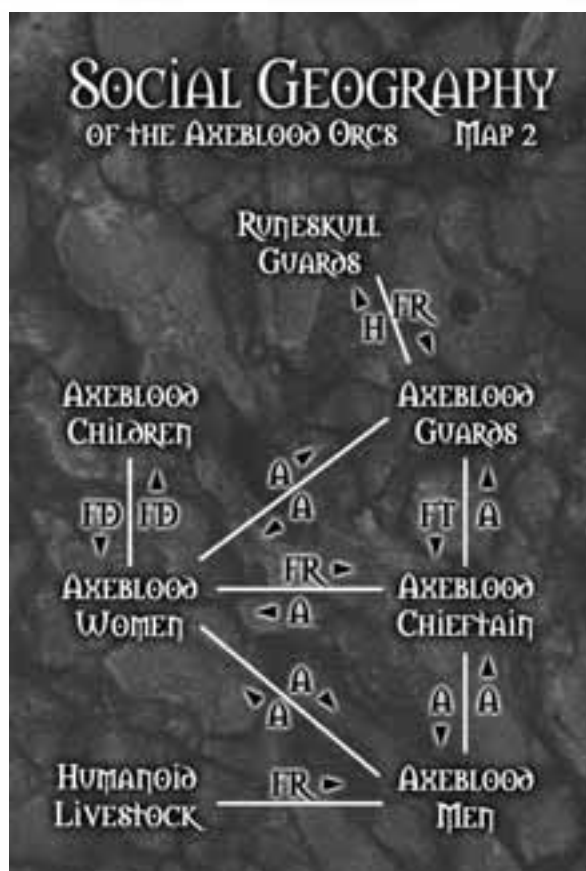 Social Geography
of the Axeblood Orcs Map 2
Runeskull
Guards
H FR
Axeblood
Children
Axeblood
Guards
A
A
FD FD
FT A
FR
Axeblood
Women
Axeblood
Chieftain
A
A
A
A A
Humanoid
Livestock
FR
Axeblood
Men